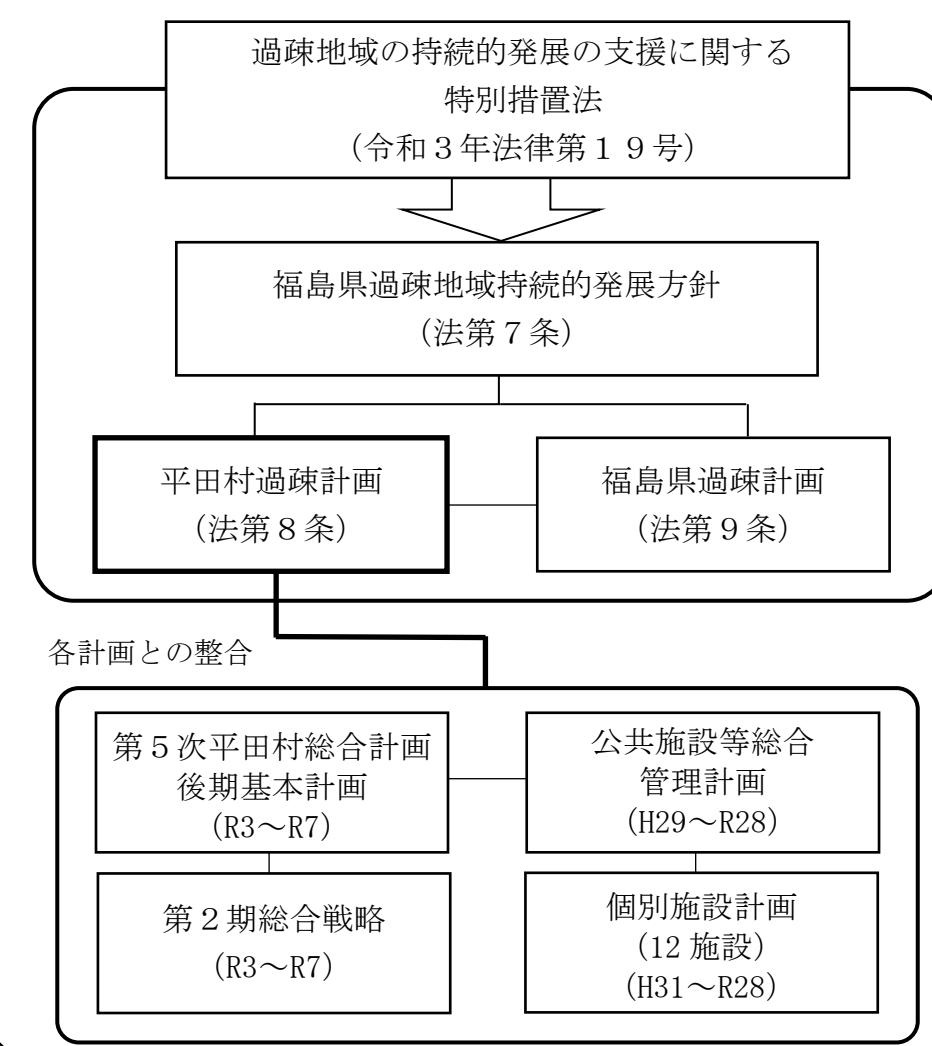 過疎地域の持続的発展の支援に関する
特別措置法
(令和３年法律第１９号)
福島県過疎地域持続的発展方針
(法第７条)
平田村過疎計画
(法第８条)
福島県過疎計画
(法第９条)
各計画との整合
第５次平田村総合計画
後期基本計画
(R3～R7)
公共施設等総合
管理計画
(H29～R28)
第２期総合戦略
(R3～R7)
個別施設計画
(12 施設)
(H31～R28)